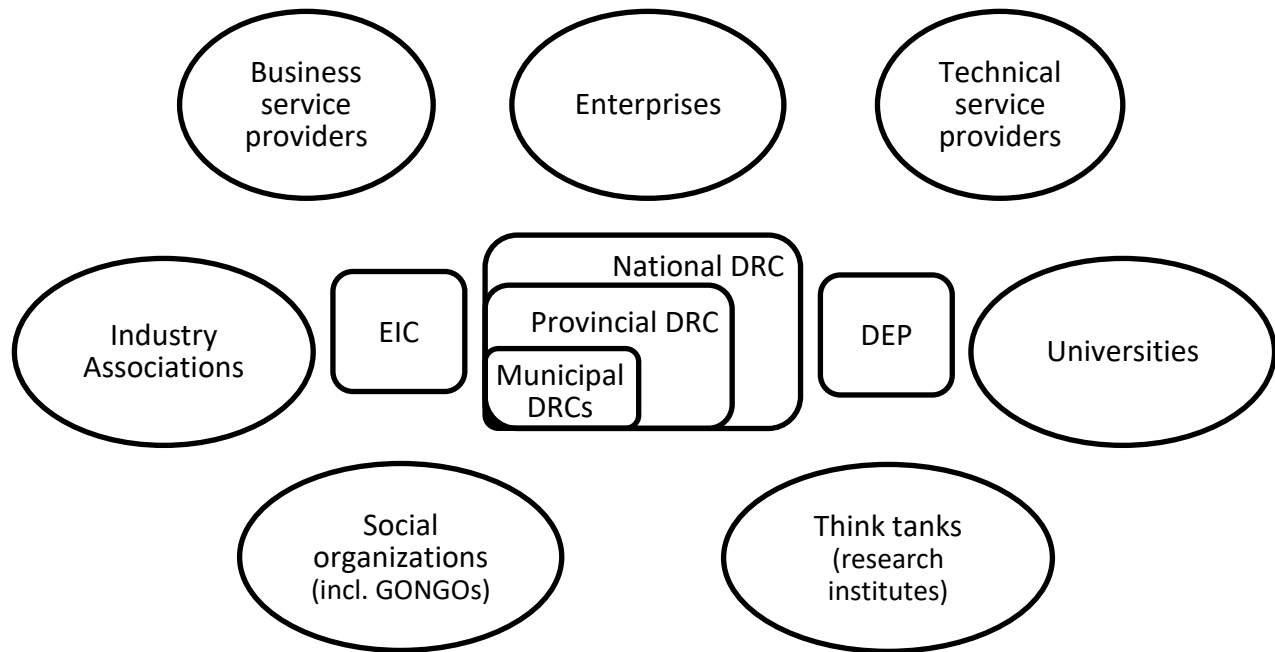 Business
service
providers
Enterprises
Technical
service
providers
Industry
Associations
EIC
National DRC
Provincial DRC
Municipal
DRCs
DEP
Universities
Social
organizations
(incl. GONGOs)
Think tanks
(research
institutes)